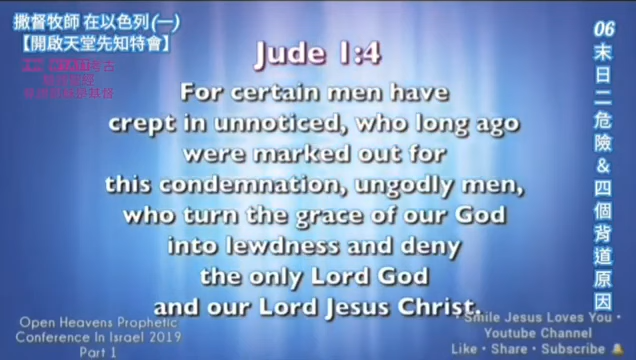 撒督牧師 在以色列(一)
【開啟天堂先知特會】
06末日二危險&四個背道原因
Jude 1:4
For certain men have
crept in unnoticed, who long ago
were marked out for
this condemnation, ungodly men,
who turn the grace of our God
into lewdness and deny
the only Lord God
and our Lord Jesus Christ.
Open Heavens Prophetic
Conference In Israel 2019
Part 1
• Smile Jesus Loves You •
Youtube Channel
Like • Share • Subscribe 🔔